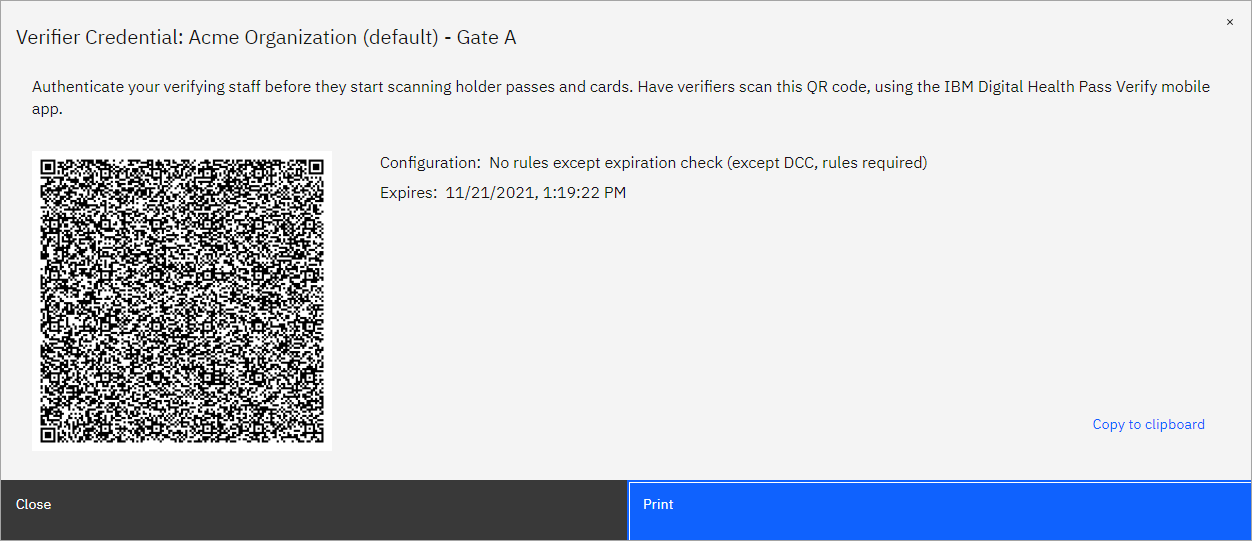 ×
Verifier Credential: Acme Organization (default) - Gate A
Authenticate your verifying staff before they start scanning holder passes and cards. Have verifiers scan this QR code, using the IBM Digital Health Pass Verify mobile
app.
Configuration: No rules except expiration check (except DCC, rules required)
Expires: 11/21/2021, 1:19:22 PM
Copy to clipboard
Close
Print